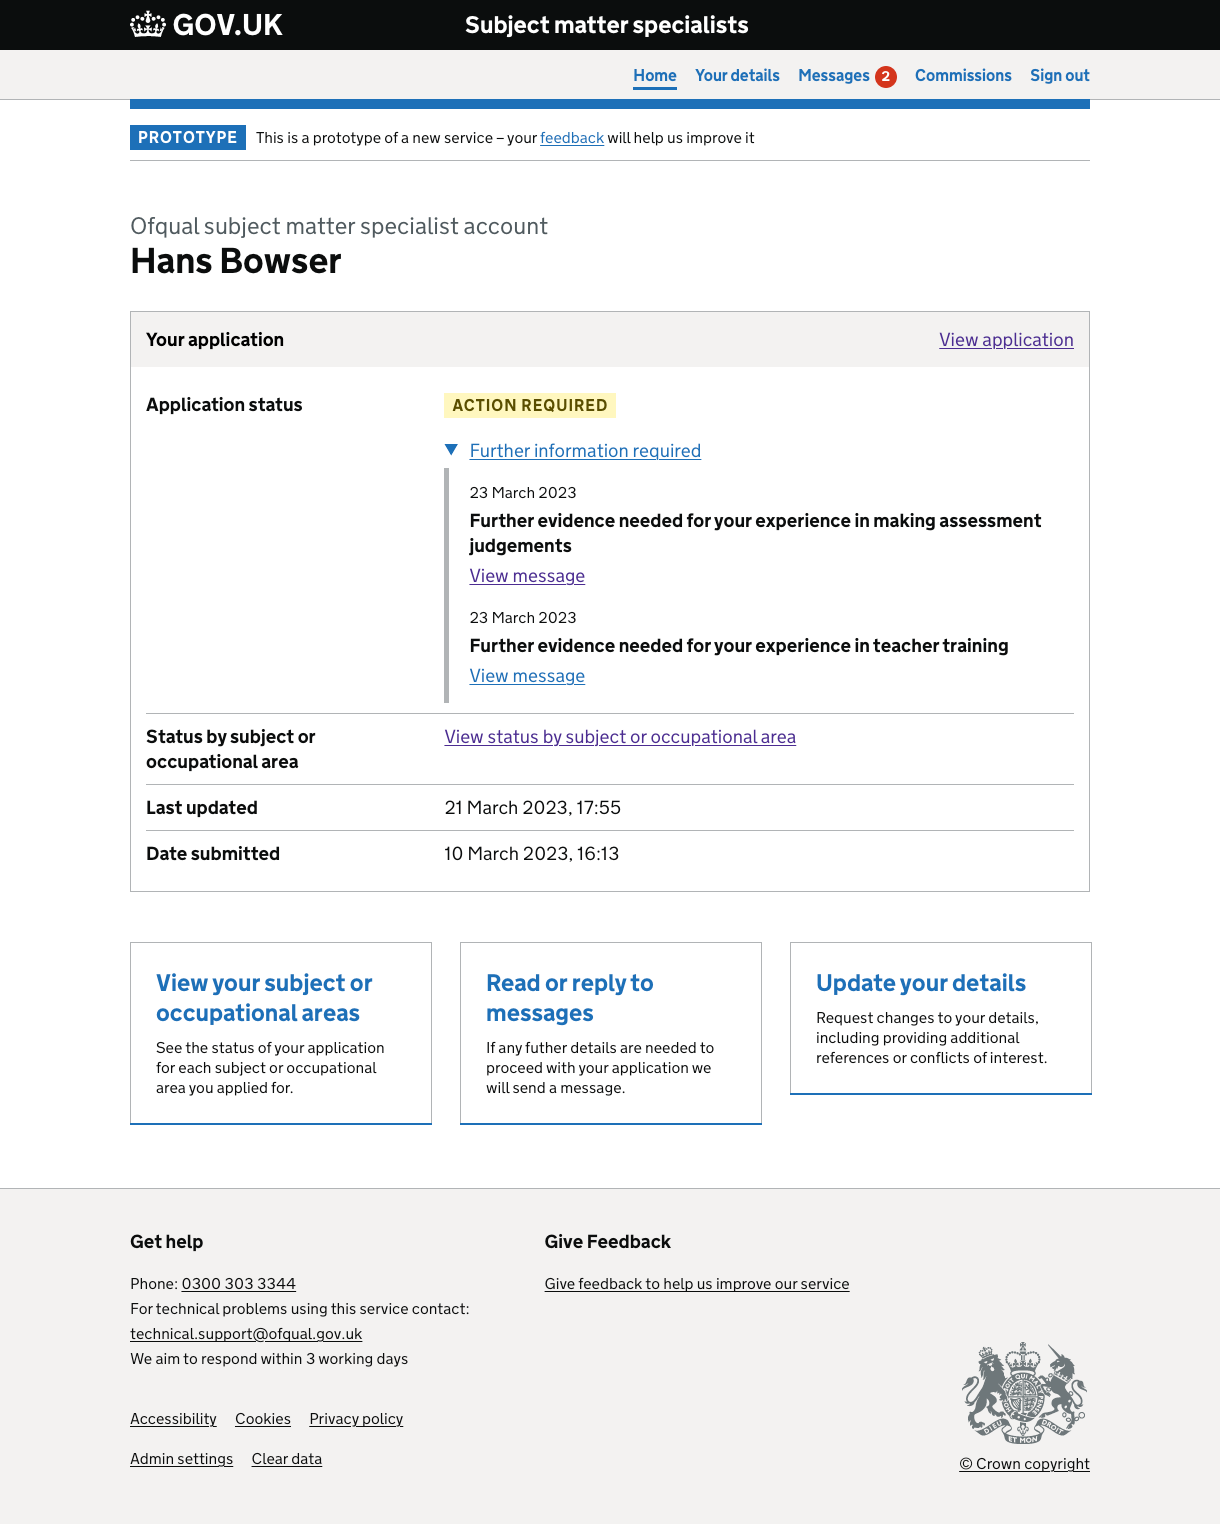 GOV.UK
Subject matter specialists
Home Your details Messages 2 Commissions Sign out
PROTOTYPE This is a prototype of a new service – your feedback will help us improve it
Ofqual subject matter specialist account
Hans Bowser
Your application View application
Application status ACTION REQUIRED
Further information required
23 March 2023
Further evidence needed for your experience in making assessment
judgements
View message
23 March 2023
Further evidence needed for your experience in teacher training
View message
Status by subject or
occupational area
View status by subject or occupational area
Last updated 21 March 2023, 17:55
Date submitted 10 March 2023, 16:13
View your subject or
occupational areas
See the status of your application
for each subject or occupational
area you applied for.
Read or reply to
messages
If any futher details are needed to
proceed with your application we
will send a message.
Update your details
Request changes to your details,
including providing additional
references or conflicts of interest.
Get help
Phone: 0300 303 3344
For technical problems using this service contact:
technical.support@ofqual.gov.uk
We aim to respond within 3 working days
Give Feedback
Give feedback to help us improve our service
Accessibility Cookies Privacy policy
Admin settings Clear data
DIEU ET MON DROIT
© Crown copyright